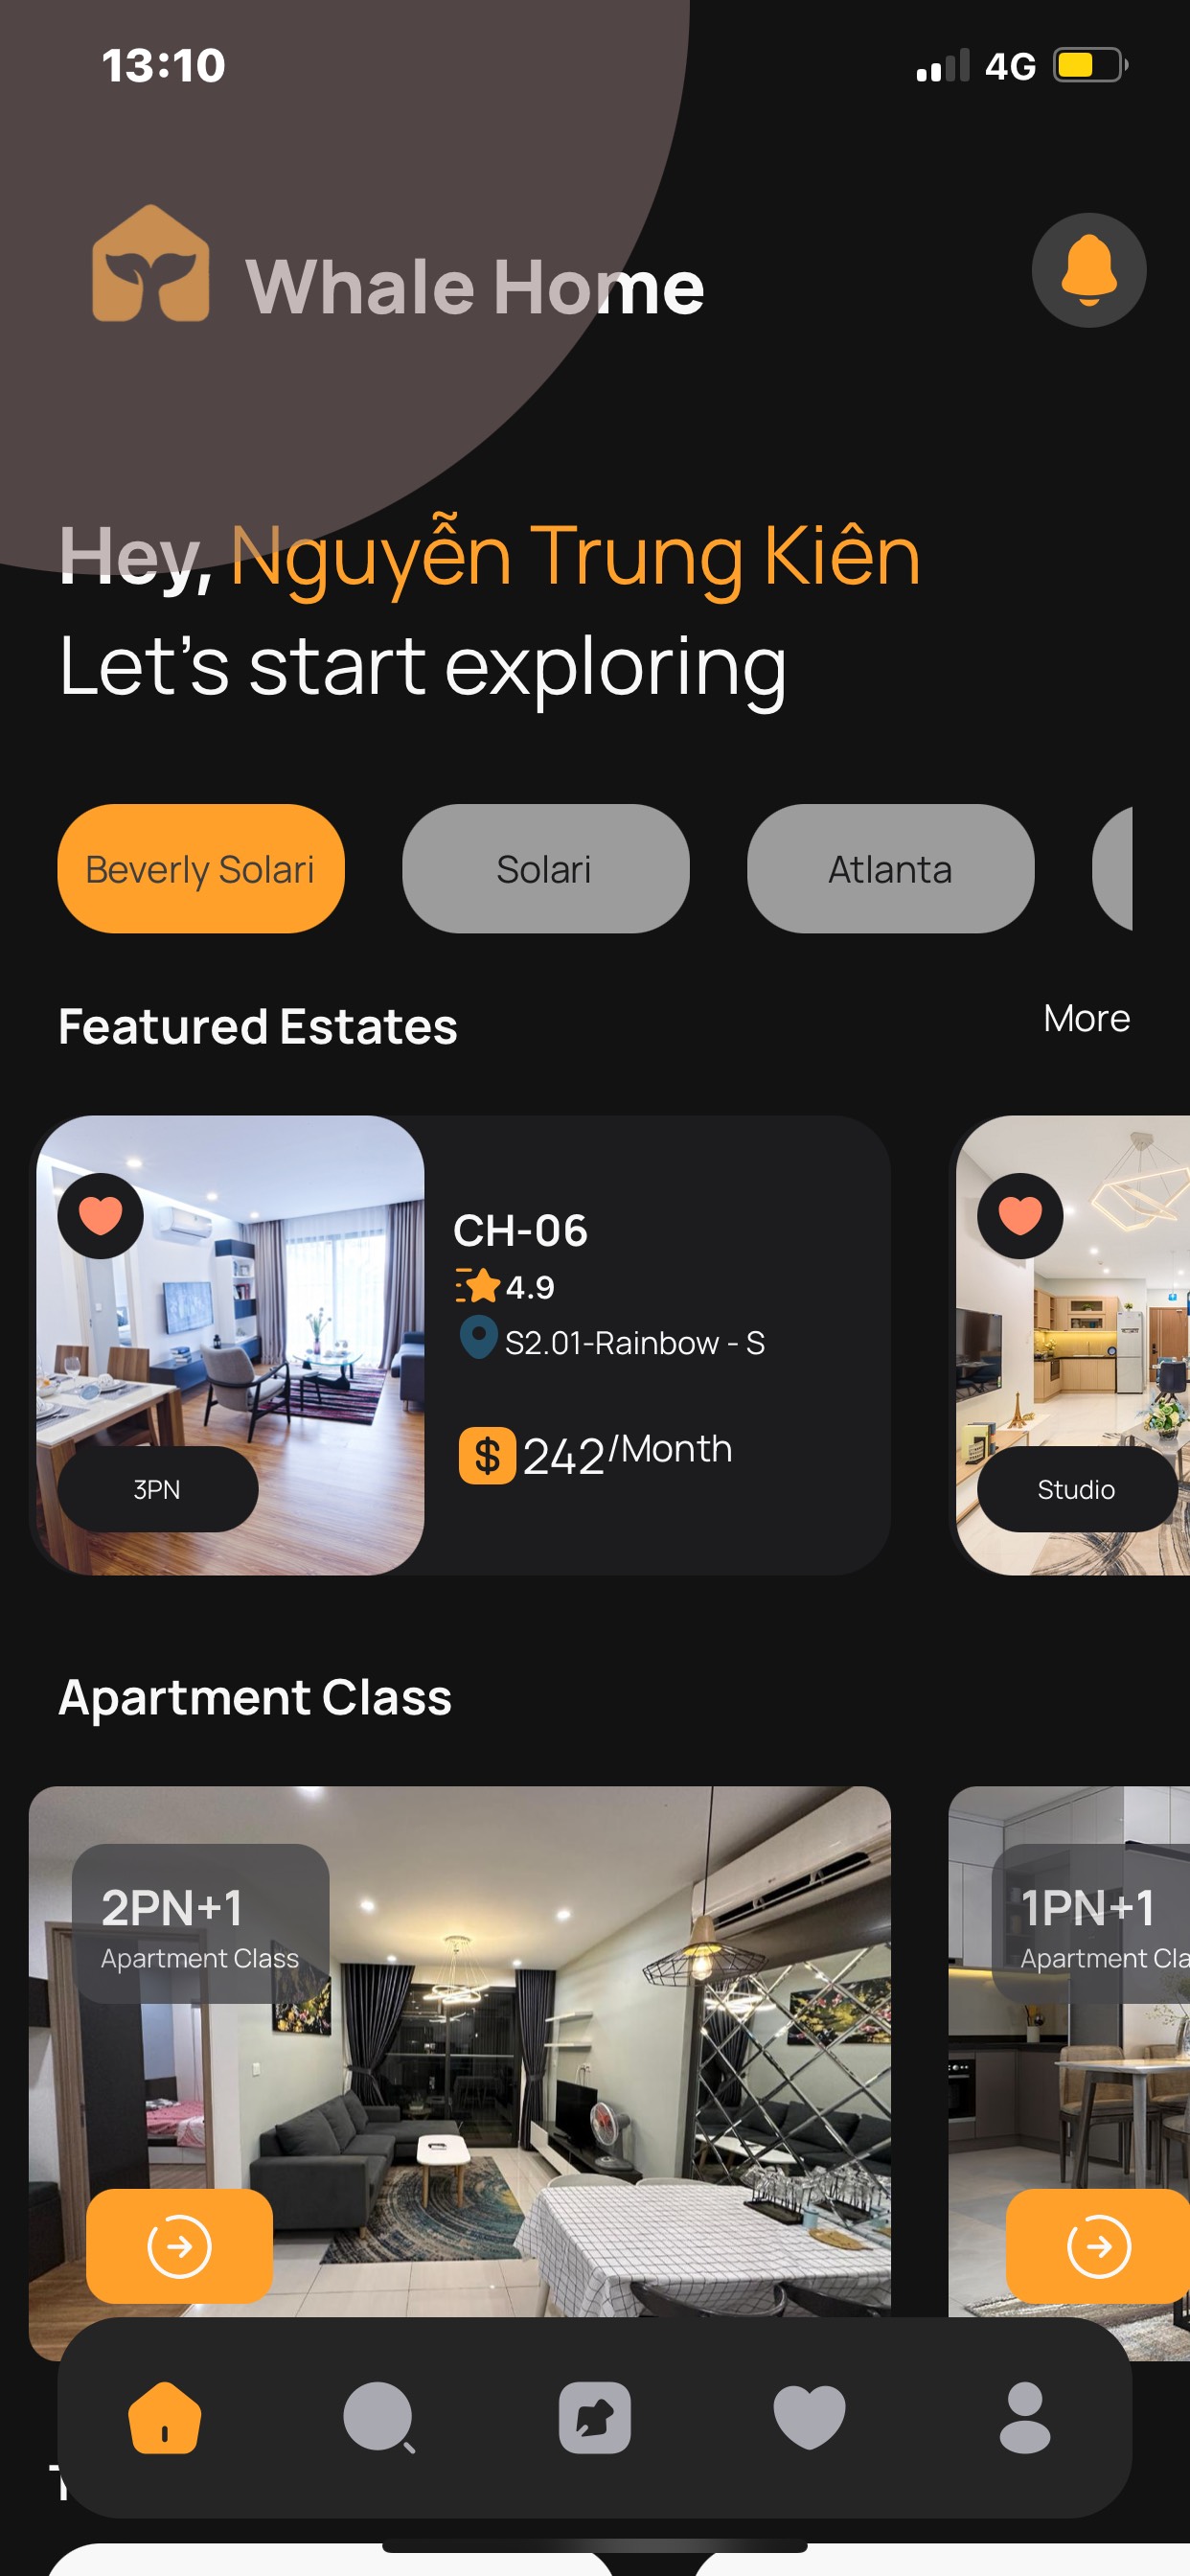 13:10
4G
Whale Home
Hey, Nguyễn Trung Kiên
Let's start exploring
Beverly Solari
Solari
Atlanta
Featured Estates
More
CH-06
4.9
S2.01-Rainbow - S
$ 242/Month
3PN
Studio
Apartment Class
2PN+1
Apartment Class
1PN+1
Apartment Cla